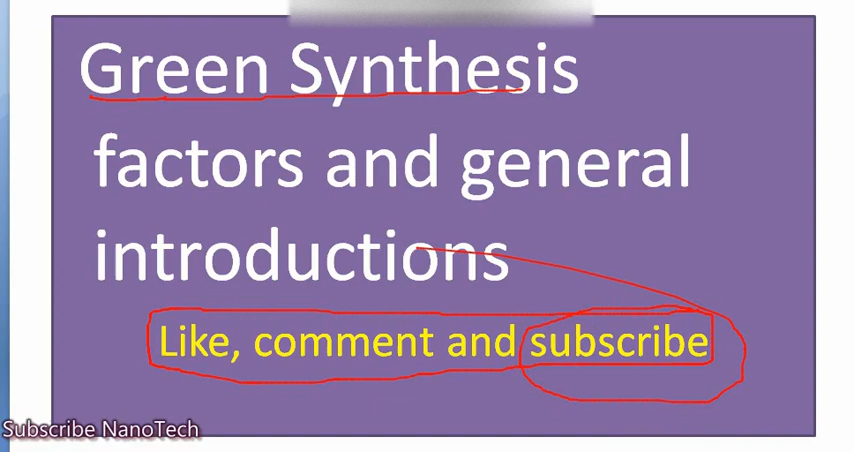 Green Synthesis
factors and general
introductions
Like, comment and subscribe
Subscribe NanoTech